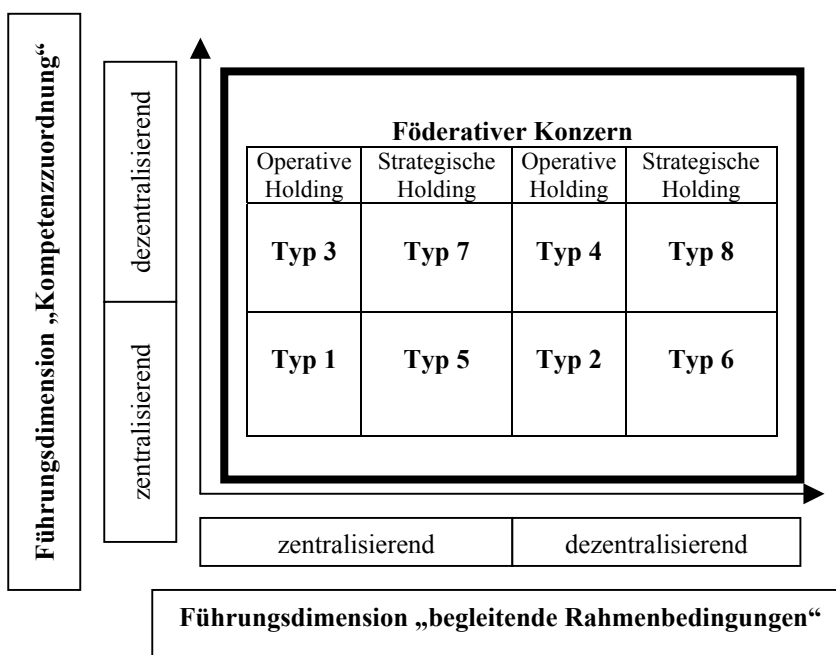 Führungsdimension „Kompetenzzuordnung“
dezentralisierend
zentralisierend
Föderativer Konzern
Operative Holding
Strategische Holding
Operative Holding
Strategische Holding
Typ 3
Typ 7
Typ 4
Typ 8
Typ 1
Typ 5
Typ 2
Typ 6
zentralisierend
dezentralisierend
Führungsdimension „begleitende Rahmenbedingungen“